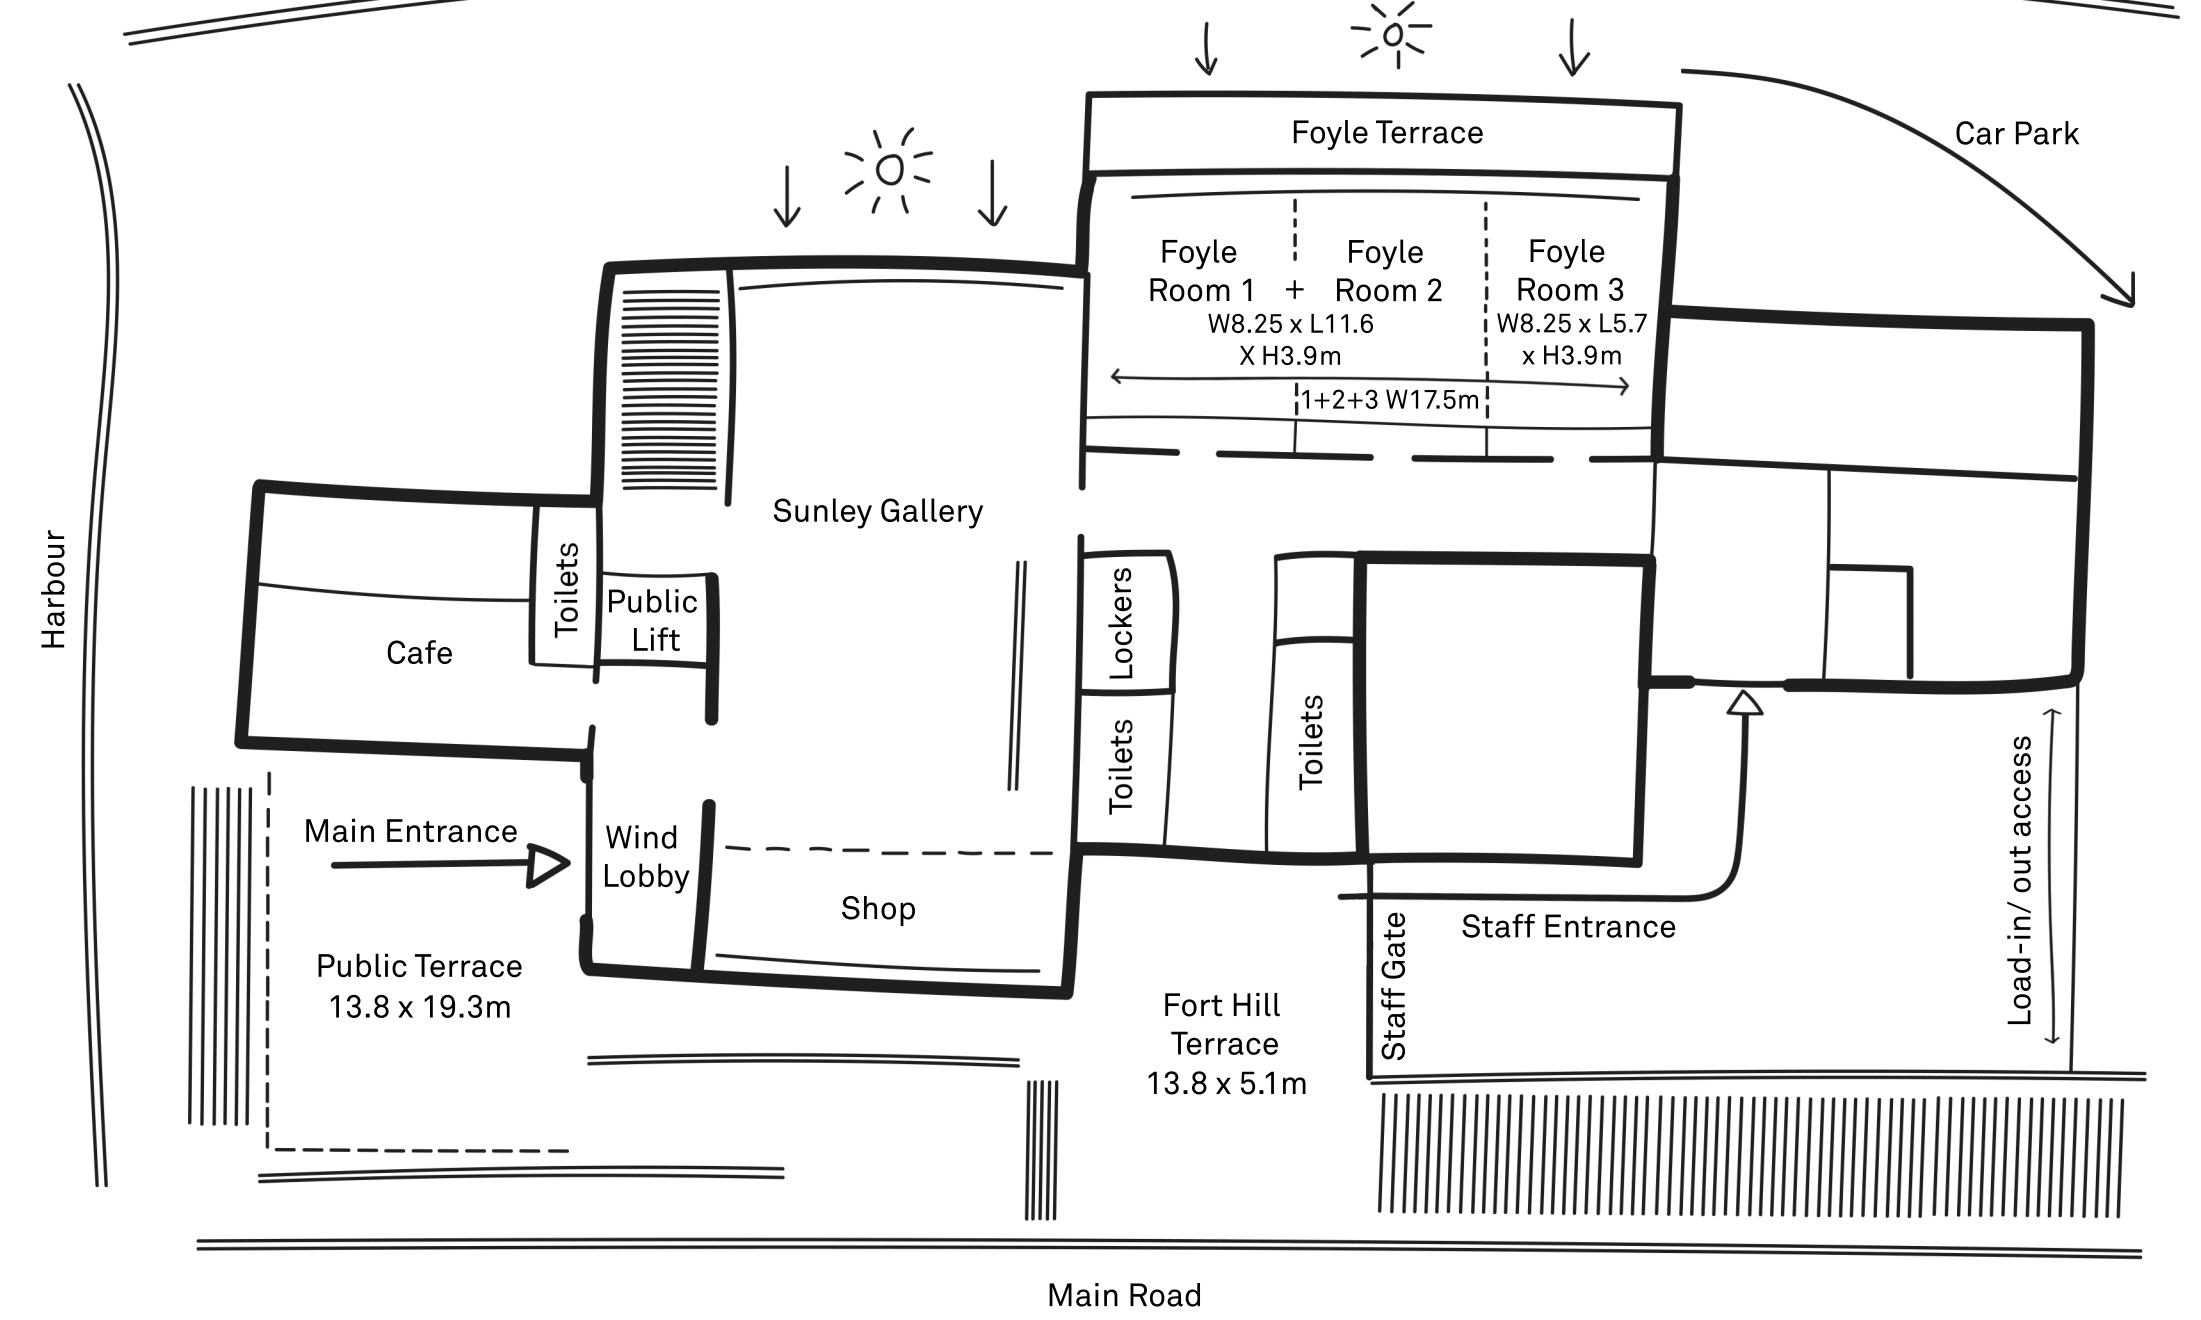 Foyle Terrace
Car Park
Foyle
Room 1
+
Foyle
Room 2
W8.25 x L11.6
X H3.9m
Foyle
Room 3
W8.25 x L5.7
x H3.9m
1+2+3 W17.5m
Sunley Gallery
Harbour
Toilets
Public
Lift
Cafe
Lockers
Toilets
Toilets
Main Entrance
Wind
Lobby
Shop
Public Terrace
13.8 x 19.3m
Fort Hill
Terrace
13.8 x 5.1m
Staff Gate
Staff Entrance
Load-in/ out access
Main Road